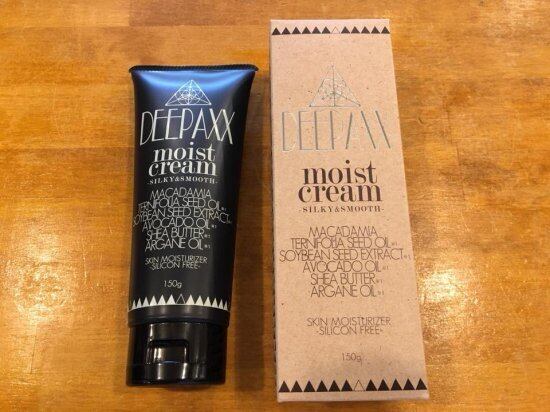 DEEPAXX
moist
cream
-SILKY&SMOOTH-
MACADAMIA
TERNIFOLIA SEED OIL
SOYBEAN SEED EXTRACT
AVOCADO OIL
SHEA BUTTER
ARGANE OIL
SKIN MOISTURIZER
-SILICON FREE-
150g
DEEPAXX
moist
cream
-SILKY&SMOOTH-
MACADAMIA
TERNIFOLIA SEED OIL
SOYBEAN SEED EXTRACT
AVOCADO OIL
SHEA BUTTER
ARGANE OIL
SKIN MOISTURIZER
-SILICON FREE-
150g